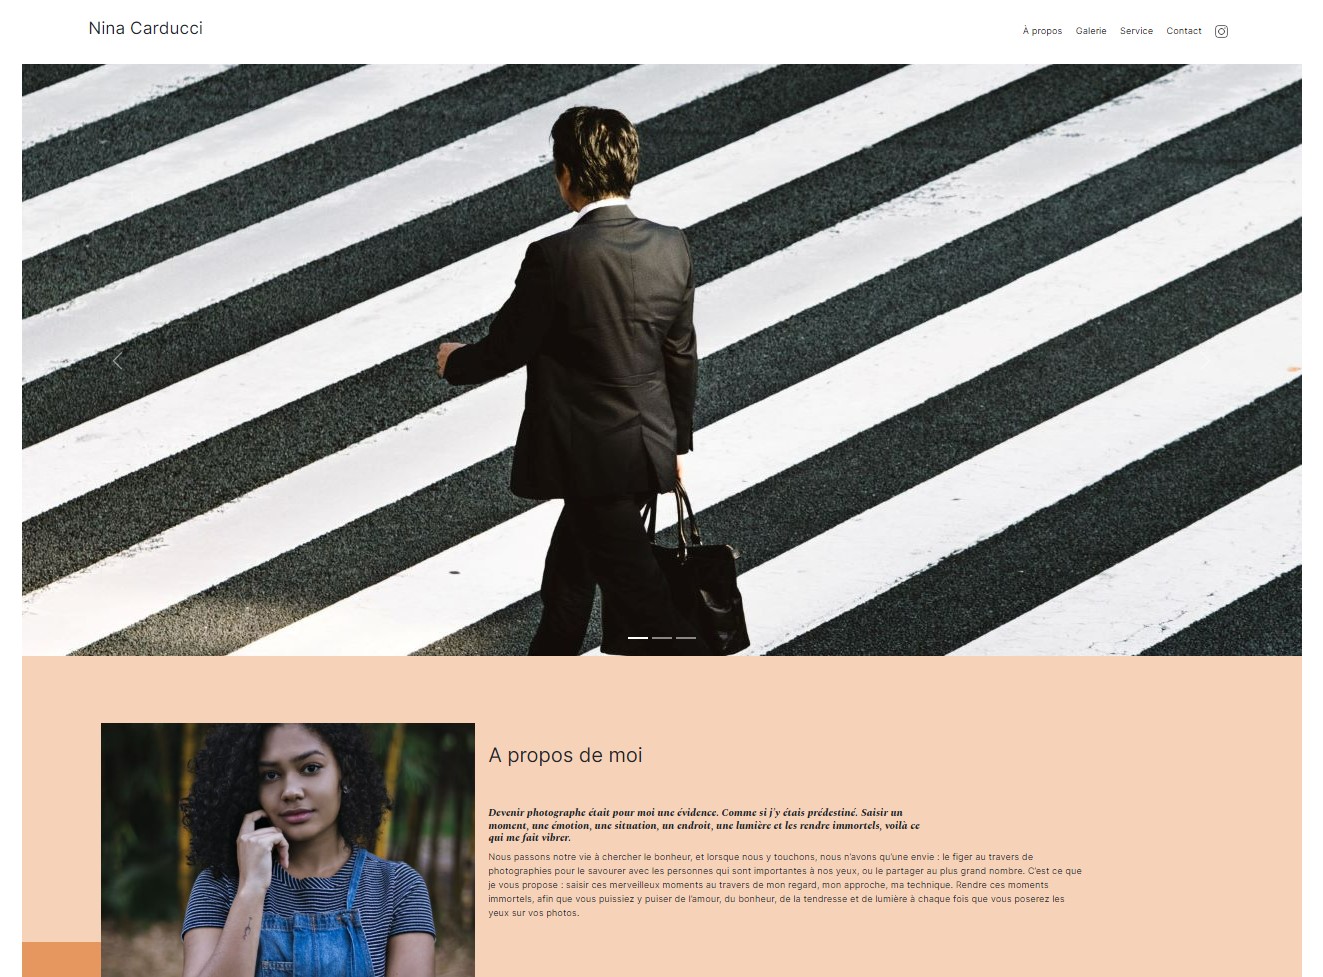 Nina Carducci
À propos Galerie Service Contact
A propos de moi
Devenir photographe était pour moi une évidence. Comme si j'y étais prédestiné. Saisir un
moment, une émotion, une situation, un endroit, une lumière et les rendre immortels, voilà ce
qui me fait vibrer.
Nous passons notre vie à chercher le bonheur, et lorsque nous y touchons, nous n'avons qu'une envie : le figer au travers de
photographies pour le savourer avec les personnes qui sont importantes à nos yeux, ou le partager au plus grand nombre. C'est ce que
je vous propose : saisir ces merveilleux moments au travers de mon regard, mon approche, ma technique. Rendre ces moments
immortels, afin que vous puissiez y puiser de l'amour, du bonheur, de la tendresse et de lumière à chaque fois que vous poserez les
yeux sur vos photos.